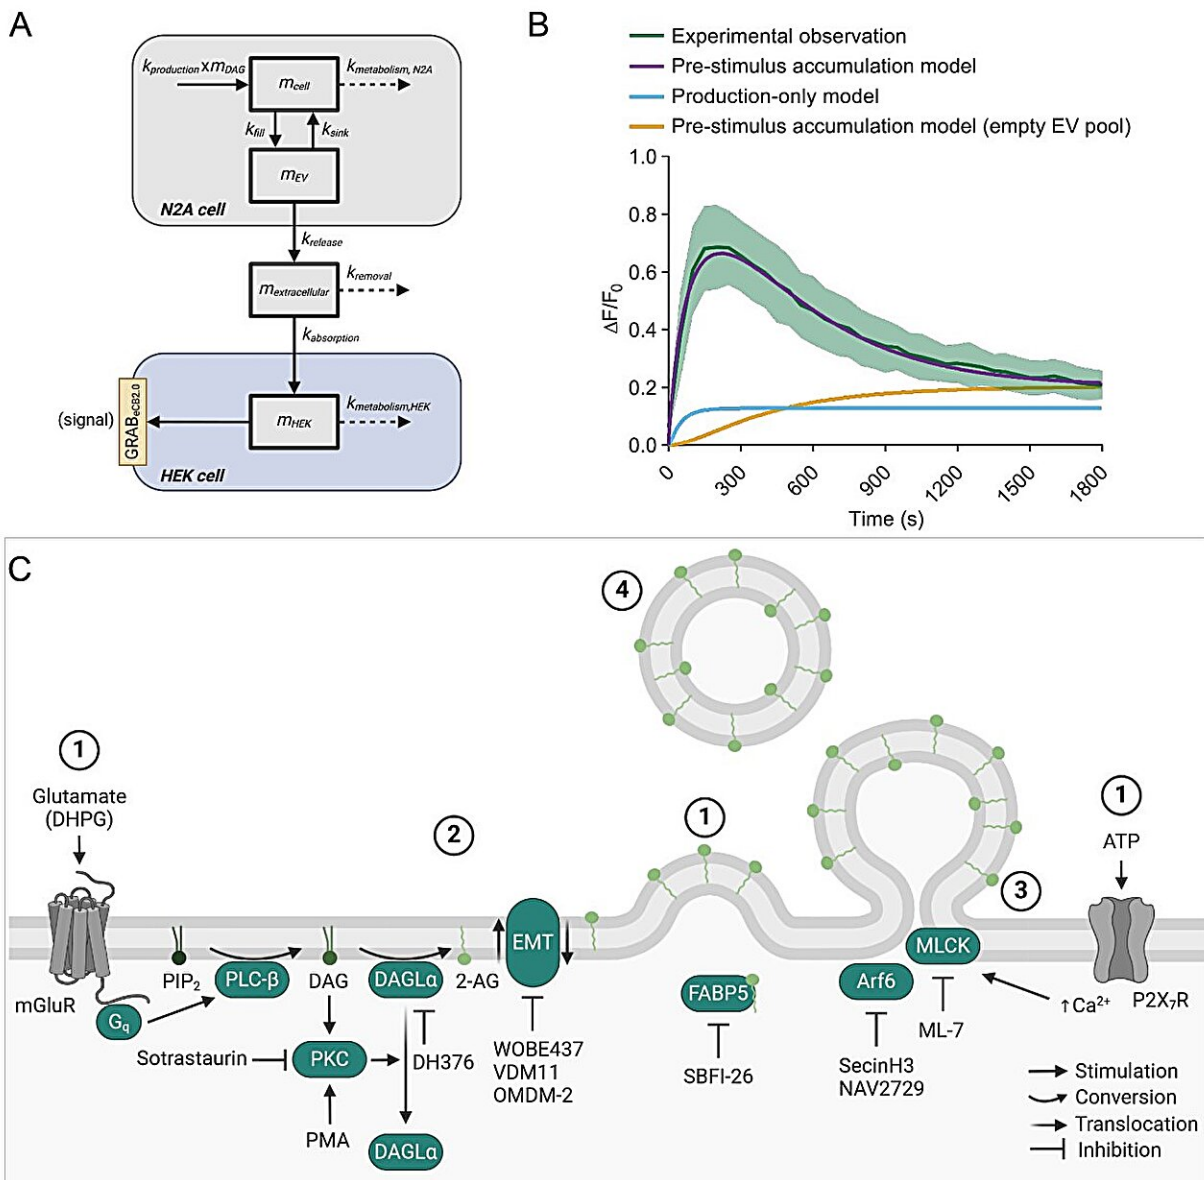 A
k_production x m_DAG
m_cell
k_metabolism, N2A
k_fill
k_sink
m_EV
N2A cell
k_release
m_extracellular
k_removal
k_absorption
(signal)
GRAB_eCB2.0
m_HEK
k_metabolism,HEK
HEK cell
B
Experimental observation
Pre-stimulus accumulation model
Production-only model
Pre-stimulus accumulation model (empty EV pool)
ΔF/F₀
1.0
0.8
0.6
0.4
0.2
0.0
0
300
600
900
1200
1500
1800
Time (s)
C
4
1
Glutamate
(DHPG)
2
1
1
ATP
3
EMT
MLCK
PIP₂
PLC-β
DAG
DAGLα
2-AG
mGluR
G_q
FABP5
Arf6
↑Ca²⁺
P2X₇R
Sotrastaurin
PKC
DH376
WOBE437
VDM11
OMDM-2
SBFI-26
ML-7
SecinH3
NAV2729
PMA
DAGLα
Stimulation
Conversion
Translocation
Inhibition